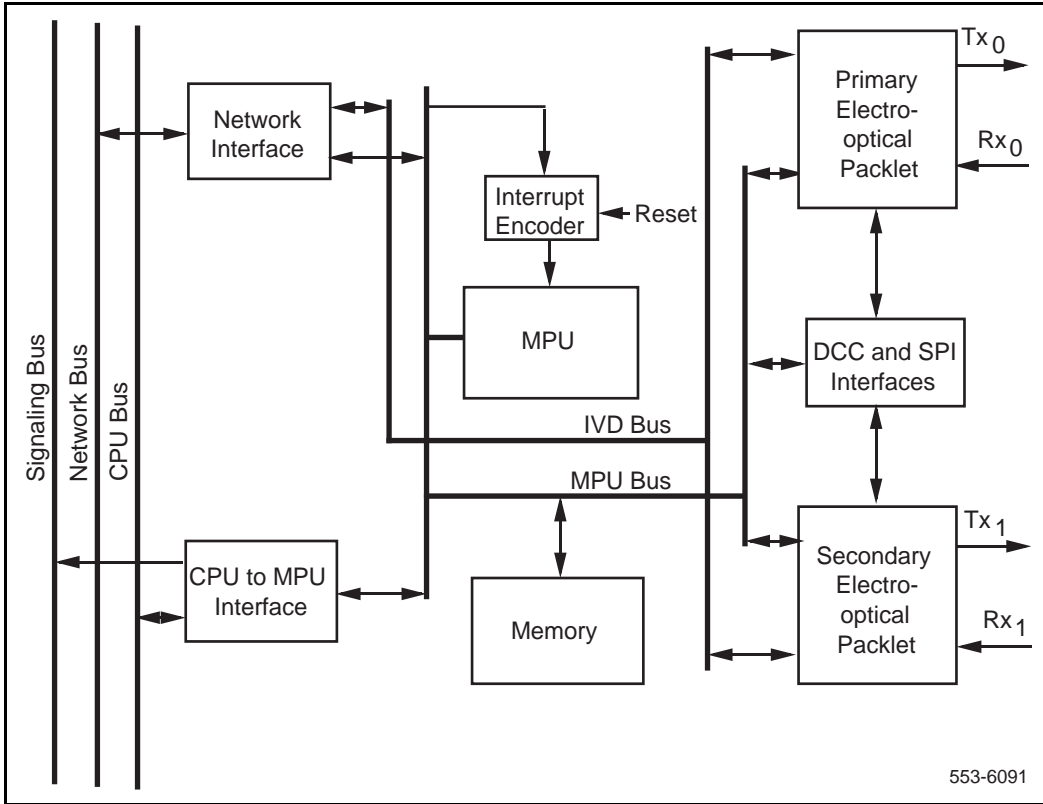 Signaling Bus
Network Bus
CPU Bus
Network
Interface
Interrupt
Encoder
Reset
MPU
IVD Bus
MPU Bus
CPU to MPU
Interface
Memory
Primary
Electro-
optical
Packlet
Tx0
Rx0
DCC and SPI
Interfaces
Secondary
Electro-
optical
Packlet
Tx1
Rx1
553-6091